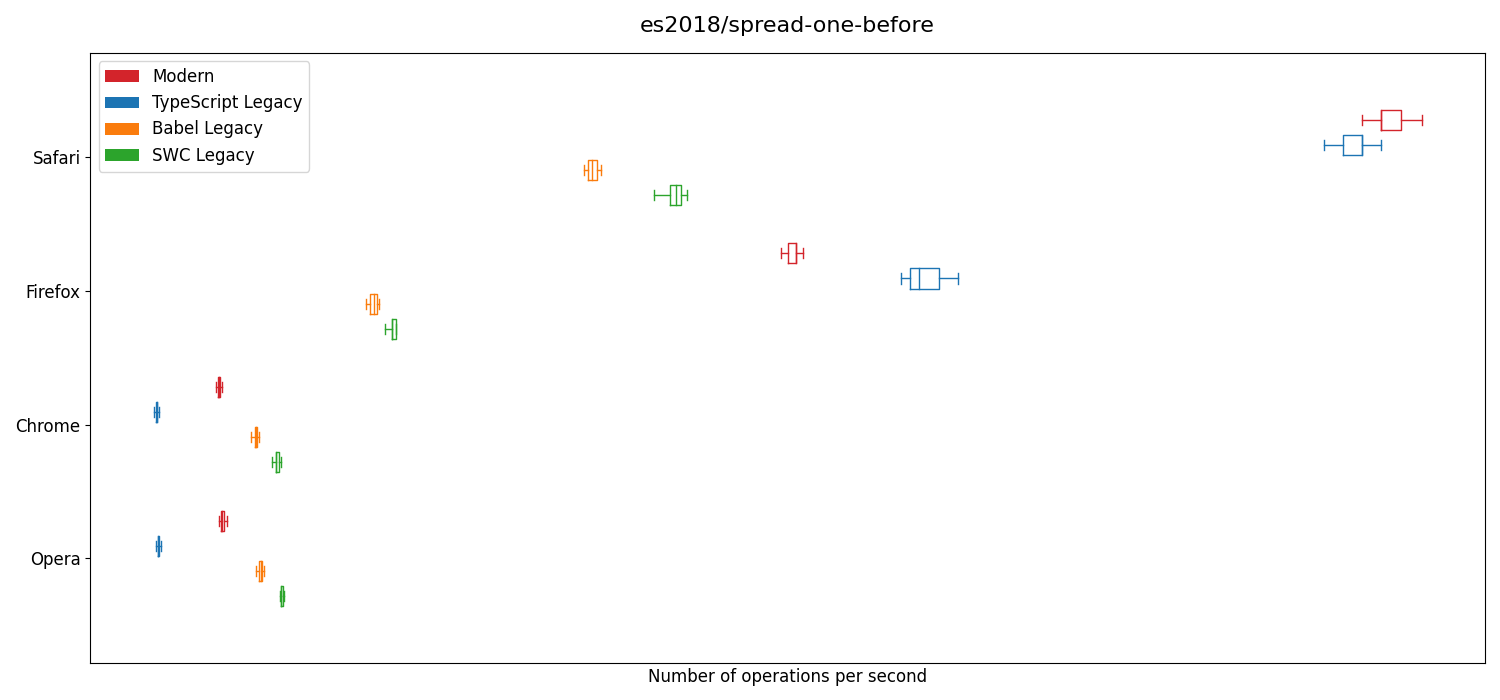 es2018/spread-one-before
Modern
TypeScript Legacy
Babel Legacy
SWC Legacy
Safari
Firefox
Chrome
Opera
Number of operations per second